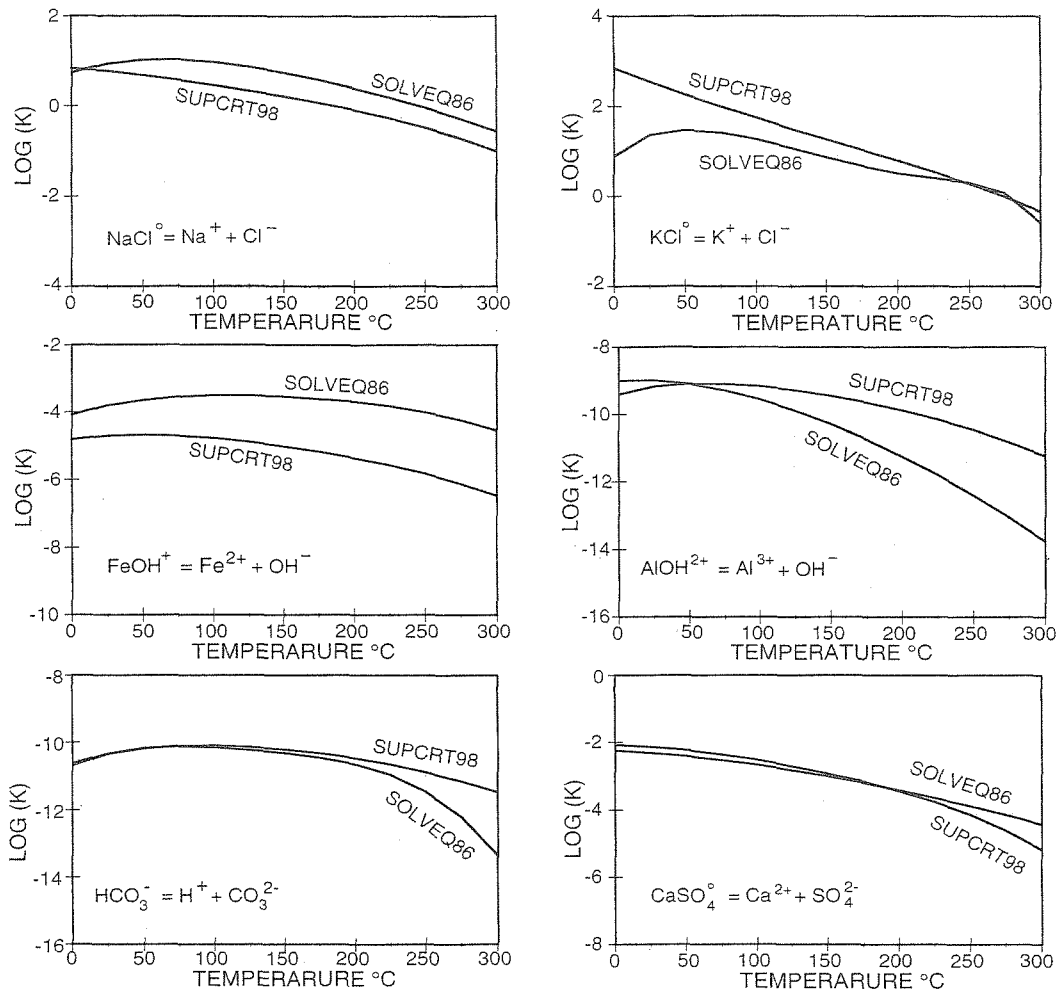 2
0
-2
-4
LOG (K)
SOLVEQ86
SUPCRT98
NaCl° = Na⁺ + Cl⁻
0 50 100 150 200 250 300
TEMPERARURE °C
4
2
0
-2
LOG (K)
SUPCRT98
SOLVEQ86
KCl° = K⁺ + Cl⁻
0 50 100 150 200 250 300
TEMPERATURE °C
-2
-4
-6
-8
-10
LOG (K)
SOLVEQ86
SUPCRT98
FeOH⁺ = Fe²⁺ + OH⁻
0 50 100 150 200 250 300
TEMPERARURE °C
-8
-10
-12
-14
-16
LOG (K)
SUPCRT98
SOLVEQ86
AlOH²⁺ = Al³⁺ + OH⁻
0 50 100 150 200 250 300
TEMPERATURE °C
-8
-10
-12
-14
-16
LOG (K)
SUPCRT98
SOLVEQ86
HCO₃⁻ = H⁺ + CO₃²⁻
0 50 100 150 200 250 300
TEMPERARURE °C
0
-2
-4
-6
-8
LOG (K)
SOLVEQ86
SUPCRT98
CaSO₄° = Ca²⁺ + SO₄²⁻
0 50 100 150 200 250 300
TEMPERARURE °C